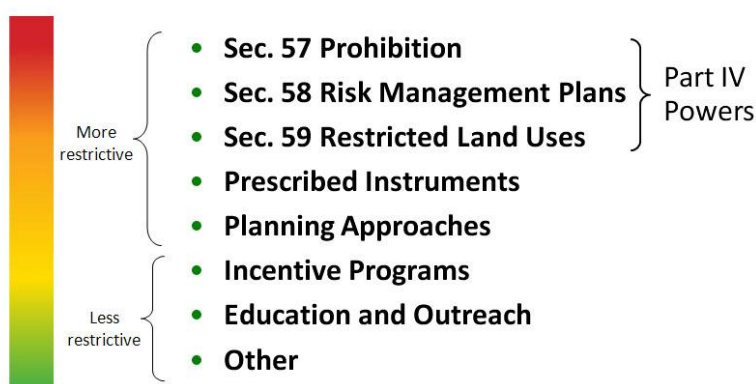 • Sec. 57 Prohibition
• Sec. 58 Risk Management Plans
• Sec. 59 Restricted Land Uses
• Prescribed Instruments
• Planning Approaches
• Incentive Programs
• Education and Outreach
• Other
More
restrictive
Less
restrictive
Part IV
Powers